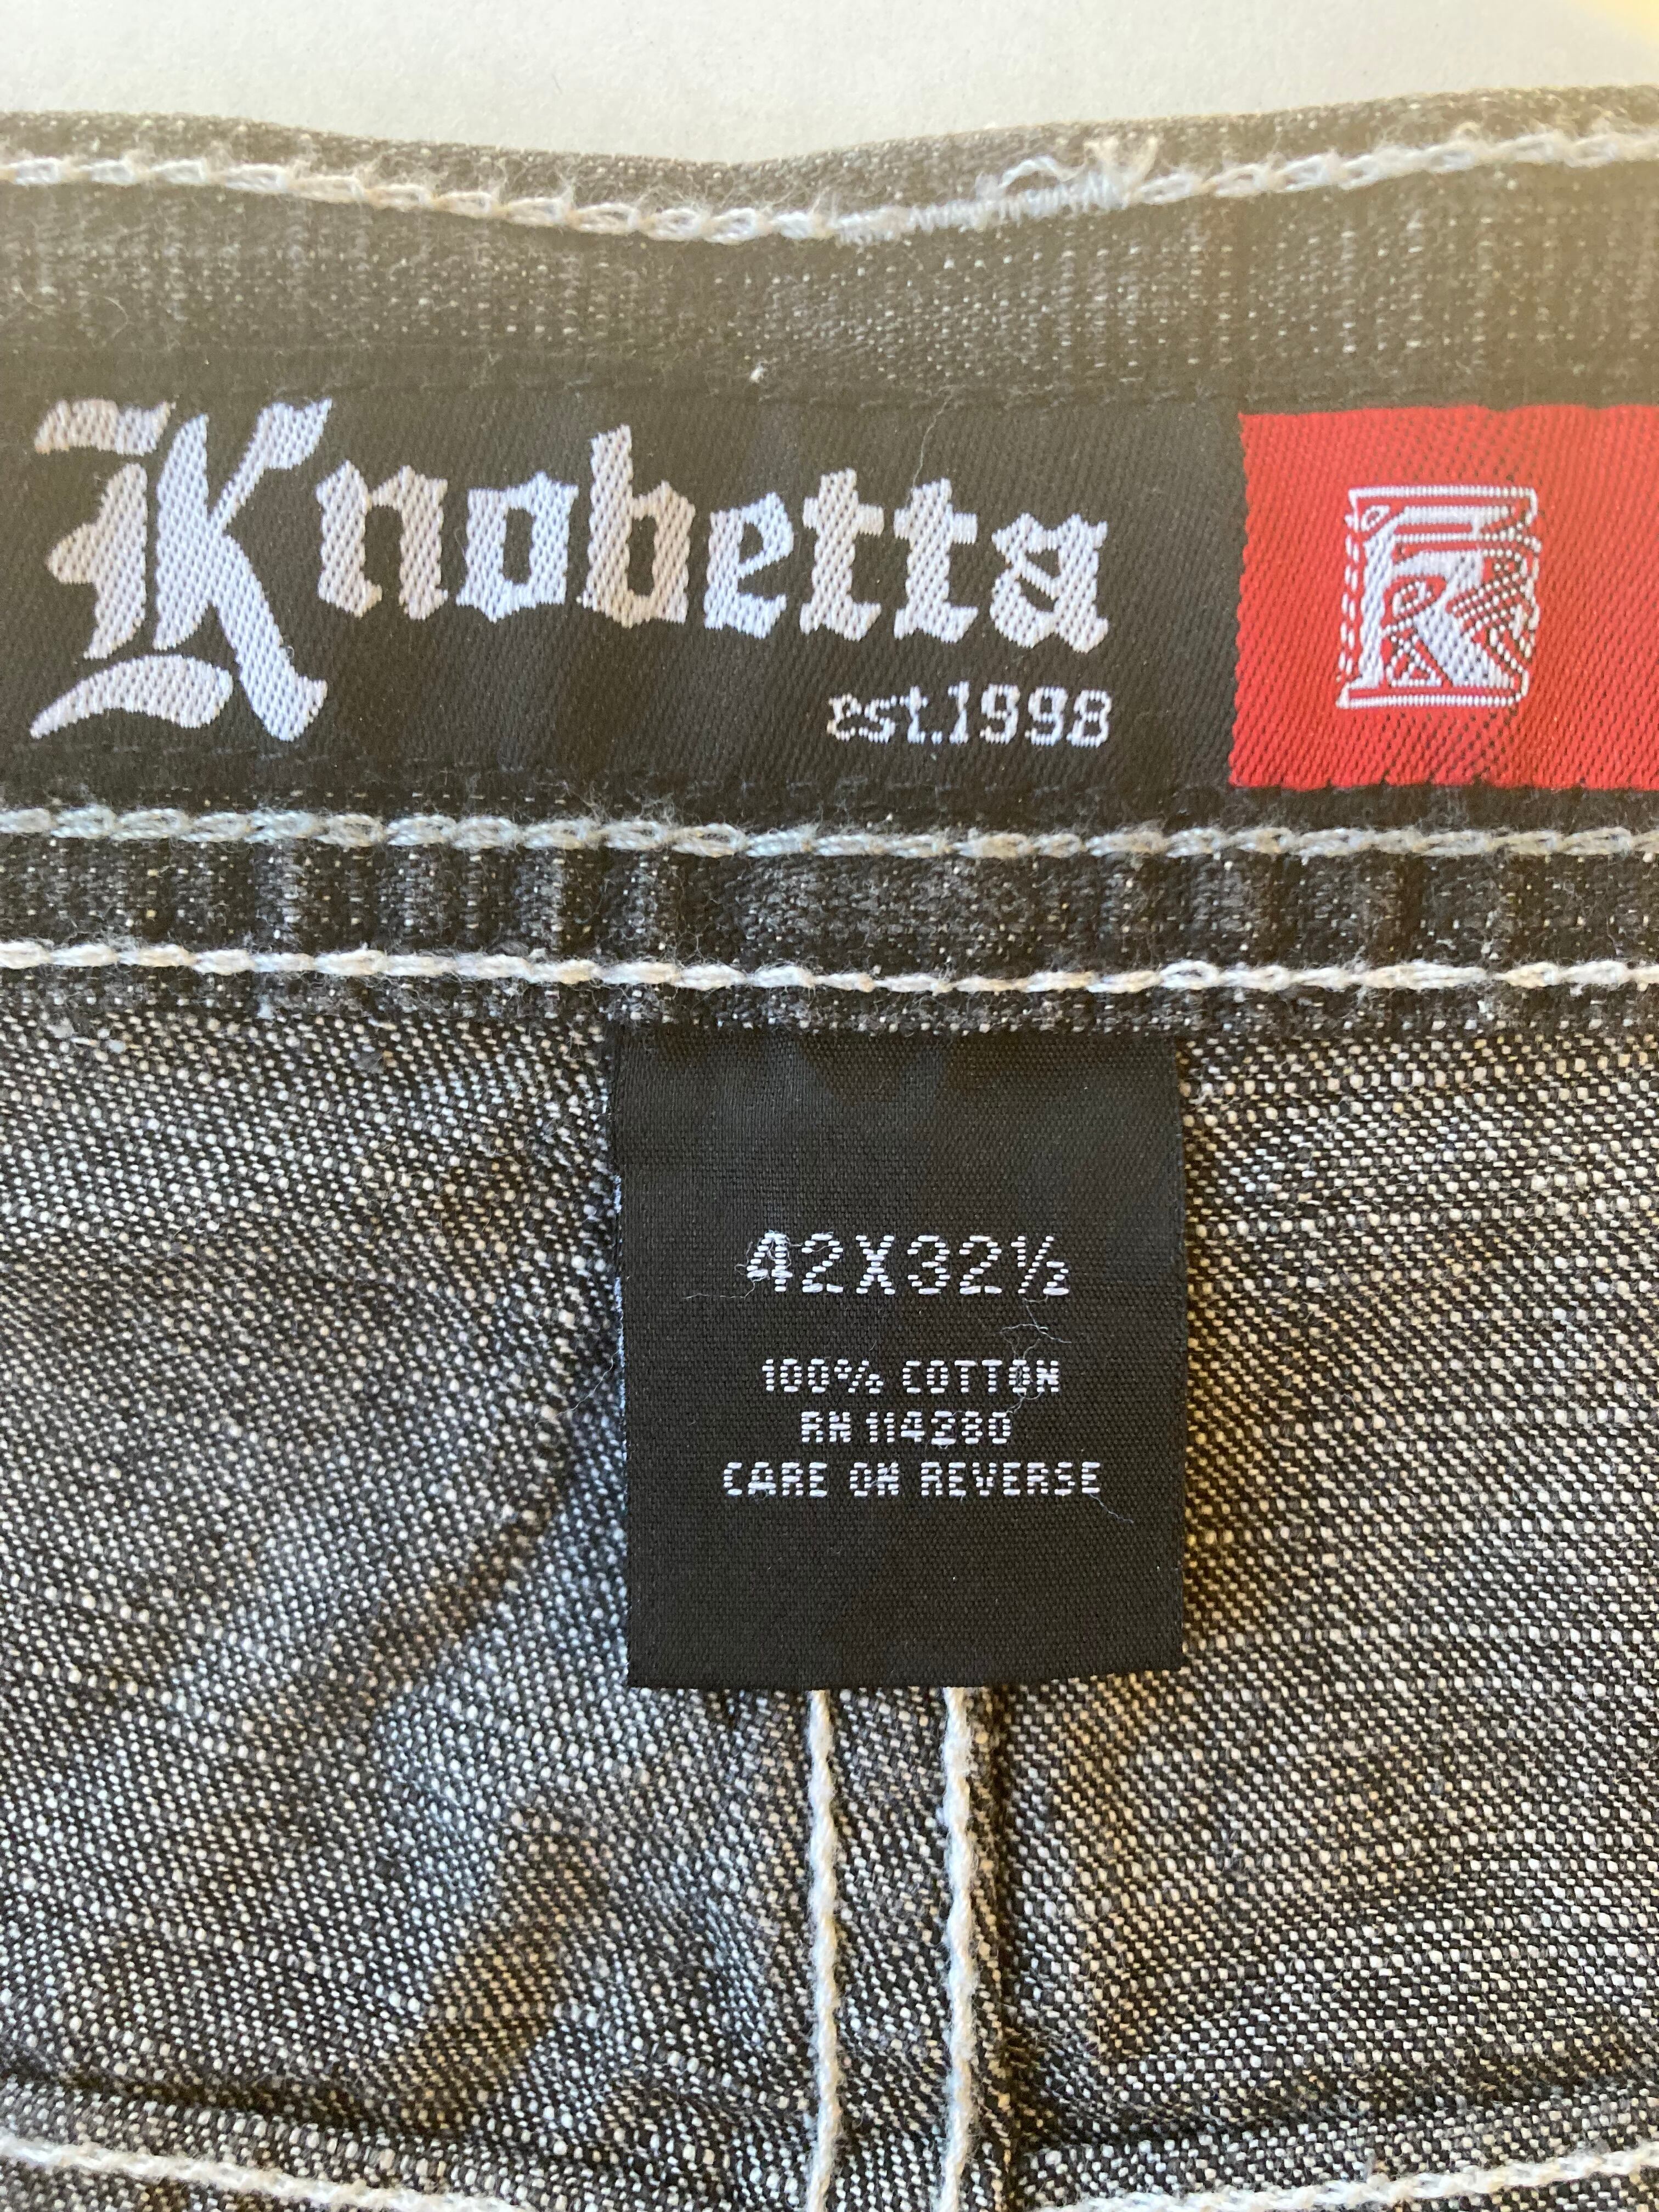 Knobetta
est.1998
K
42X32½
100% COTTON
RN 114280
CARE ON REVERSE